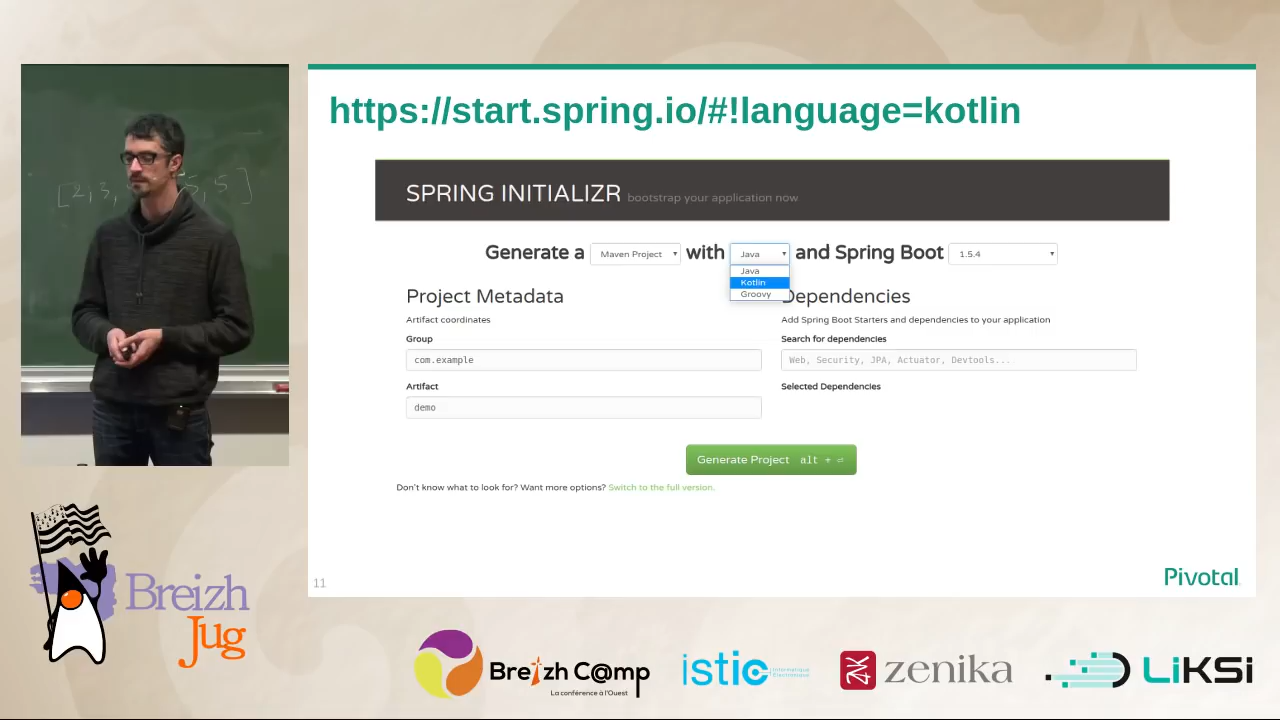 https://start.spring.io/#!language=kotlin
SPRING INITIALIZR bootstrap your application now
Generate a Maven Project with Java and Spring Boot 1.5.4
Java
Kotlin
Groovy
Project Metadata
Artifact coordinates
Group
com.example
Artifact
demo
Dependencies
Add Spring Boot Starters and dependencies to your application
Search for dependencies
Web, Security, JPA, Actuator, Devtools...
Selected Dependencies
Generate Project alt + ⏎
Don't know what to look for? Want more options? Switch to the full version.
11
Pivotal
Breizh
Jug
Breizh C@mp
La conférence à l'Ouest
istic Informatique
Electronique
zenika
LiKSi